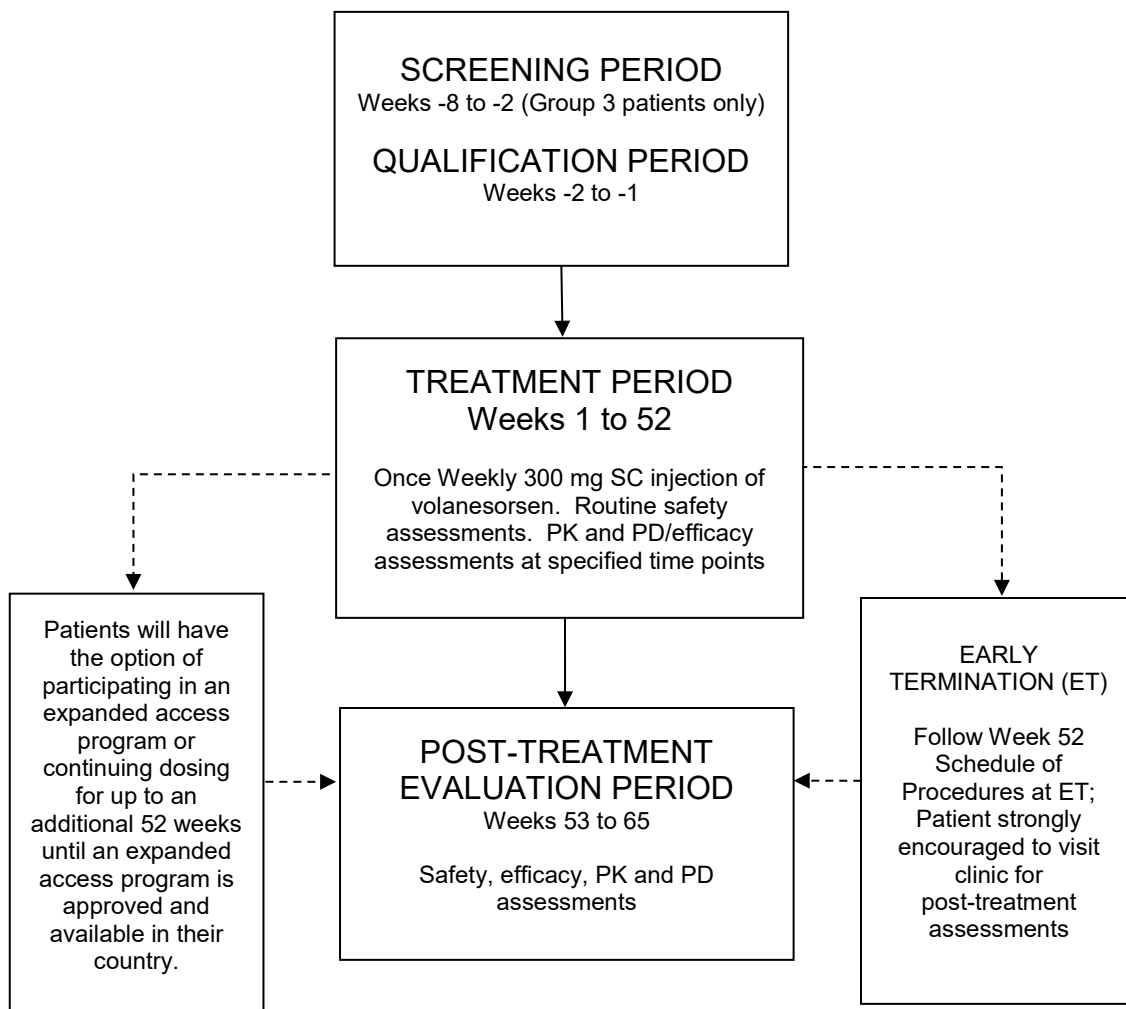 SCREENING PERIOD
Weeks -8 to -2 (Group 3 patients only)
QUALIFICATION PERIOD
Weeks -2 to -1
TREATMENT PERIOD
Weeks 1 to 52
Once Weekly 300 mg SC injection of
volanesorsen.  Routine safety
assessments.  PK and PD/efficacy
assessments at specified time points
Patients will have
the option of
participating in an
expanded access
program or
continuing dosing
for up to an
additional 52 weeks
until an expanded
access program is
approved and
available in their
country.
POST-TREATMENT
EVALUATION PERIOD
Weeks 53 to 65
Safety, efficacy, PK and PD
assessments
EARLY
TERMINATION (ET)
Follow Week 52
Schedule of
Procedures at ET;
Patient strongly
encouraged to visit
clinic for
post-treatment
assessments